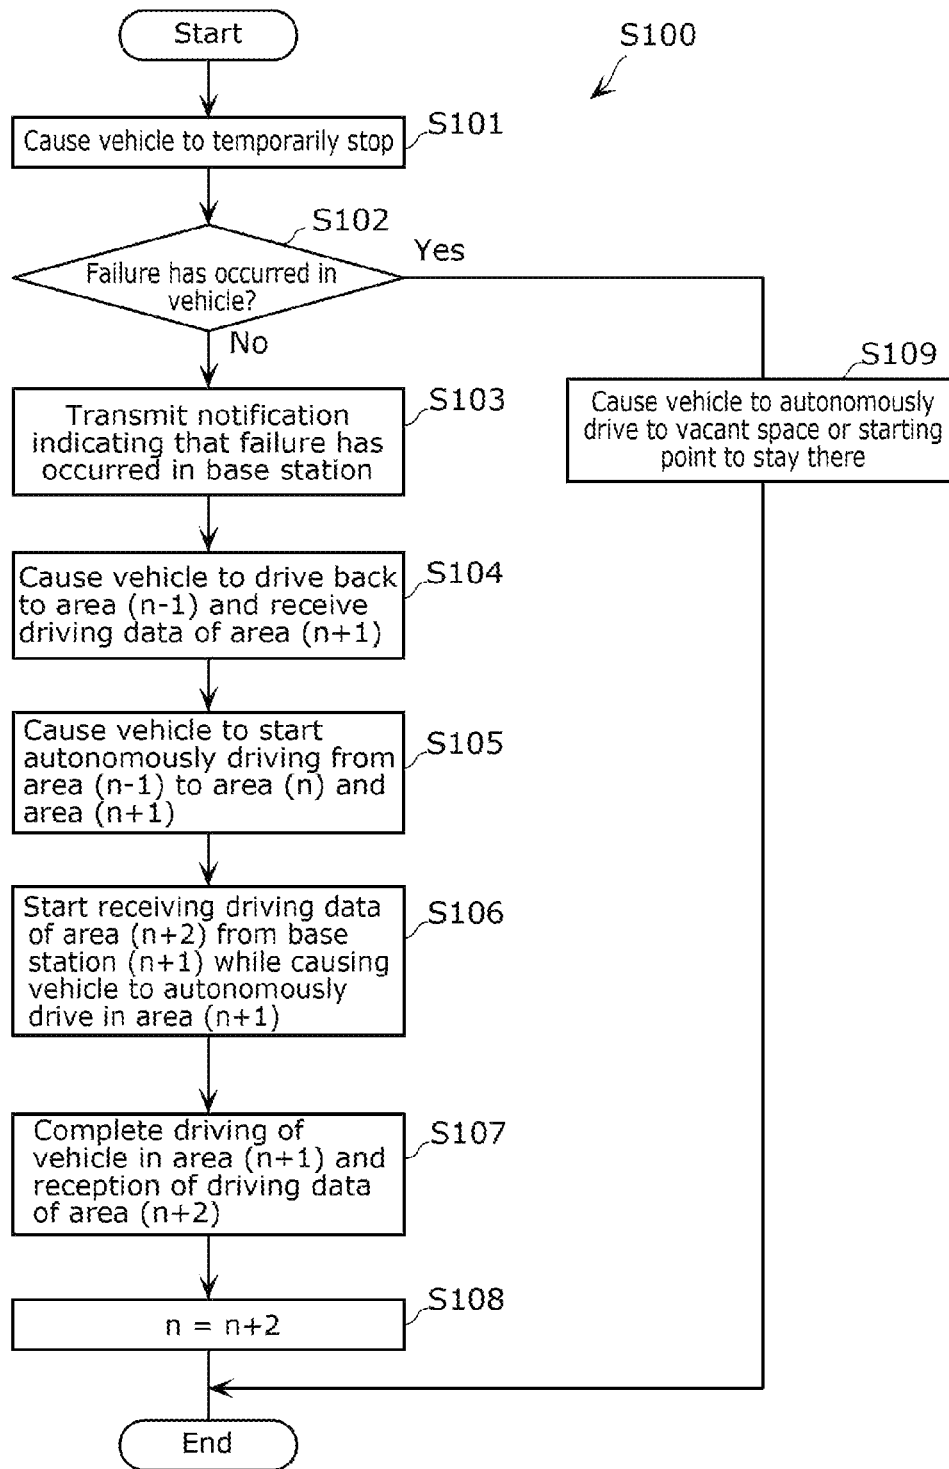 Start
S100
S101
Cause vehicle to temporarily stop
S102
Yes
Failure has occurred in
vehicle?
No
S109
Cause vehicle to autonomously
drive to vacant space or starting
point to stay there
S103
Transmit notification
indicating that failure has
occurred in base station
S104
Cause vehicle to drive back
to area (n-1) and receive
driving data of area (n+1)
S105
Cause vehicle to start
autonomously driving from
area (n-1) to area (n) and
area (n+1)
S106
Start receiving driving data
of area (n+2) from base
station (n+1) while causing
vehicle to autonomously
drive in area (n+1)
S107
Complete driving of
vehicle in area (n+1) and
reception of driving data
of area (n+2)
S108
n = n+2
End